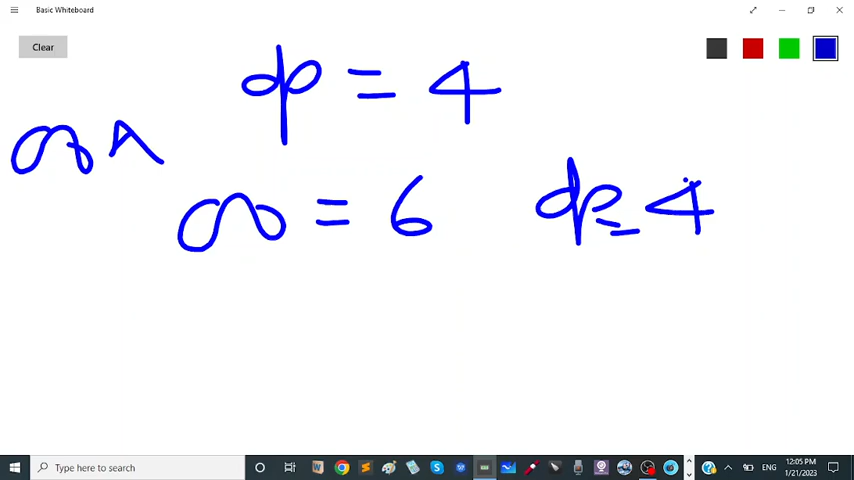 Basic Whiteboard
Clear
dp = 4
= 6 dp = 4
Type here to search
ENG
12:05 PM
1/21/2023